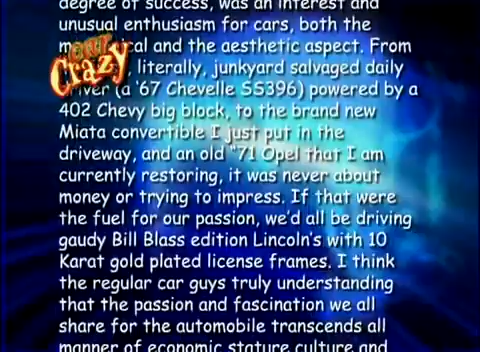 degree of success, was an interest and
unusual enthusiasm for cars, both the
cal and the aesthetic aspect. From
literally, junkyard salvaged daily
driver (a '67 Chevelle SS396) powered by a
402 Chevy big block, to the brand new
Miata convertible I just put in the
driveway, and an old "71 Opel that I am
currently restoring, it was never about
money or trying to impress. If that were
the fuel for our passion, we'd all be driving
gaudy Bill Blass edition Lincoln's with 10
Karat gold plated license frames. I think
the regular car guys truly understanding
that the passion and fascination we all
share for the automobile transcends all
manner of economic stature culture and
Car
Crazy